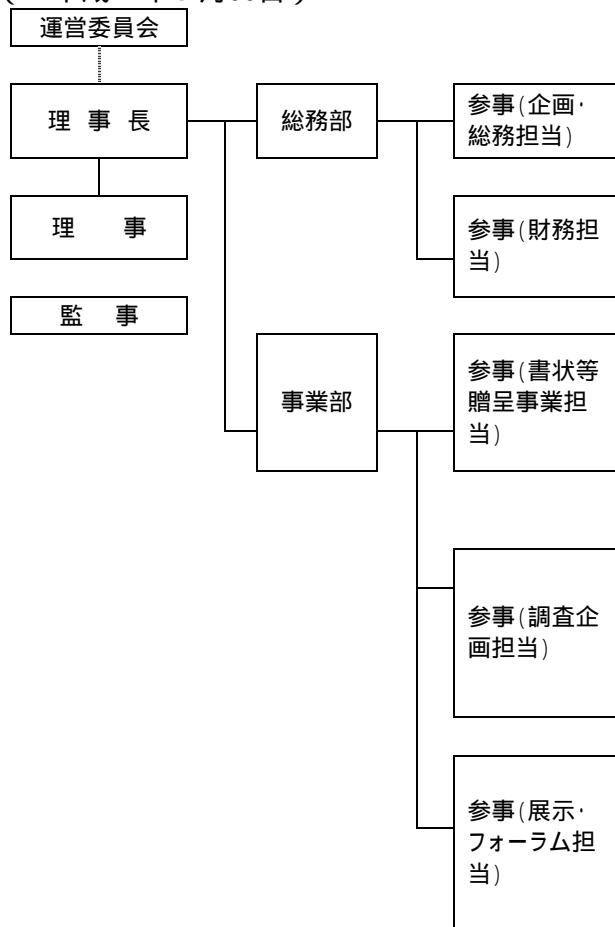 運営委員会
理 事 長
理 事
監 事
総務部
事業部
参事(企画・
総務担当)
参事(財務担
当)
参事(書状等
贈呈事業担
当)
参事(調査企
画担当)
参事(展示・
フォーラム担
当)